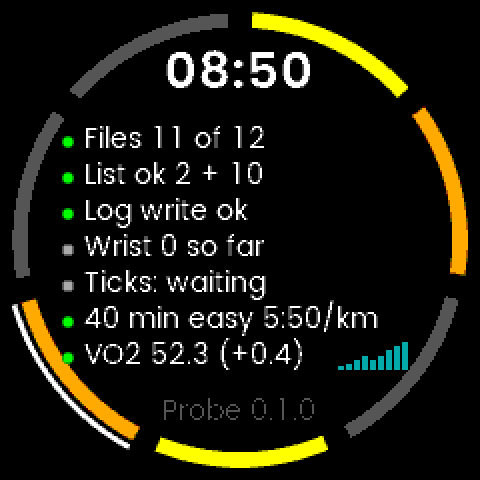 08:50
Files 11 of 12
List ok 2 + 10
Log write ok
Wrist 0 so far
Ticks: waiting
40 min easy 5:50/km
VO2 52.3 (+0.4)
Probe 0.1.0